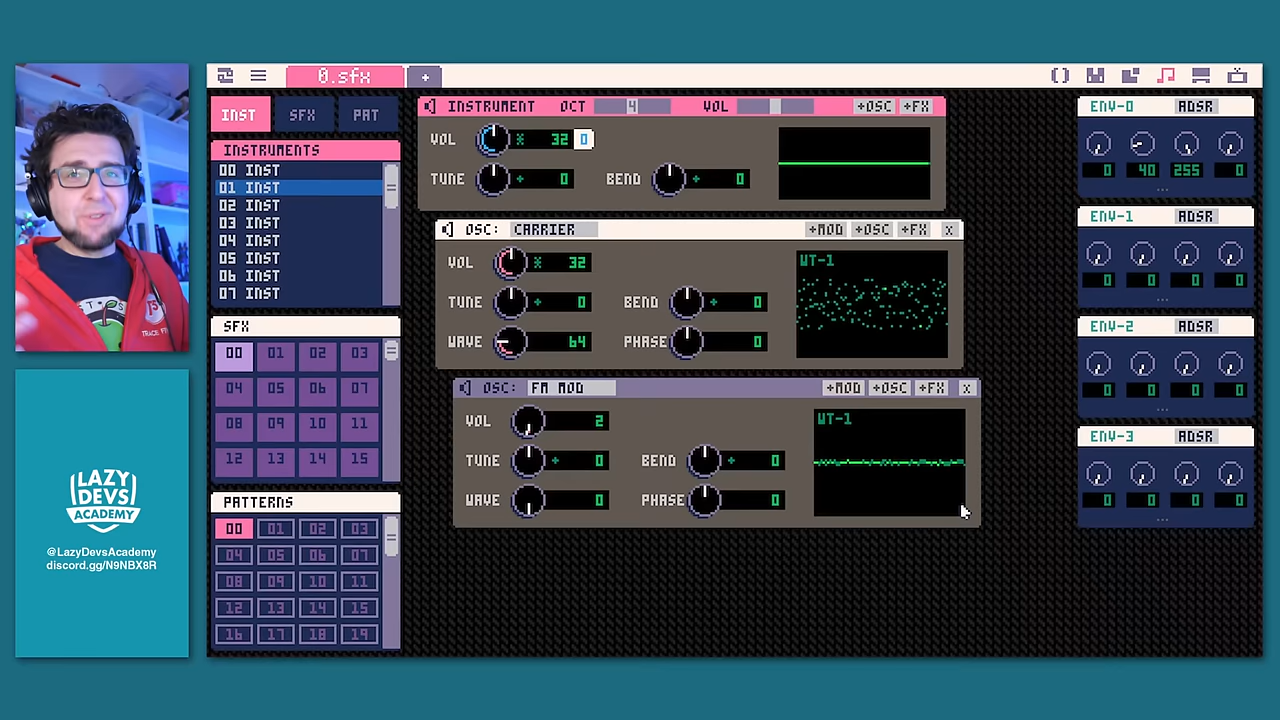 0.sfx +
INST SFX PAT
INSTRUMENTS
00 INST
01 INST
02 INST
03 INST
04 INST
05 INST
06 INST
07 INST
SFX
00 01 02 03
04 05 06 07
08 09 10 11
12 13 14 15
PATTERNS
00 01 02 03
04 05 06 07
08 09 10 11
12 13 14 15
16 17 18 19
INSTRUMENT OCT 4 VOL +OSC +FX
VOL × 32 0
TUNE + 0 BEND + 0
OSC: CARRIER +MOD +OSC +FX X
VOL × 32
TUNE + 0 BEND + 0
WAVE 64 PHASE 0
WT-1
OSC: FM MOD +MOD +OSC +FX X
VOL 2
TUNE + 0 BEND + 0
WAVE 0 PHASE 0
WT-1
ENV-0 ADSR
0 40 255 0
...
ENV-1 ADSR
0 0 0 0
...
ENV-2 ADSR
0 0 0 0
...
ENV-3 ADSR
0 0 0 0
...
LAZY
DEVS
ACADEMY
@LazyDevsAcademy
discord.gg/N9NBX8R